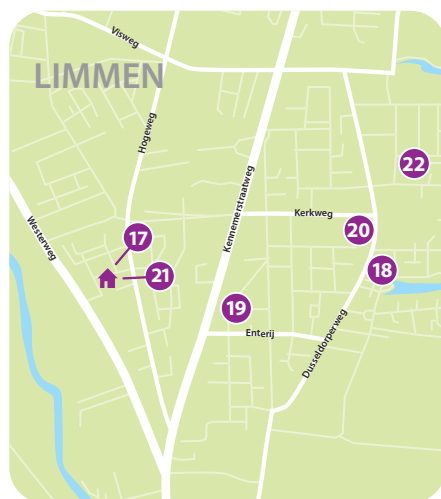 Visweg
LIMMEN
Hogeweg
22
Kennemerstraatweg
Kerkweg
Westerweg
20
17
18
21
19
Enterij
Dusseldorperweg